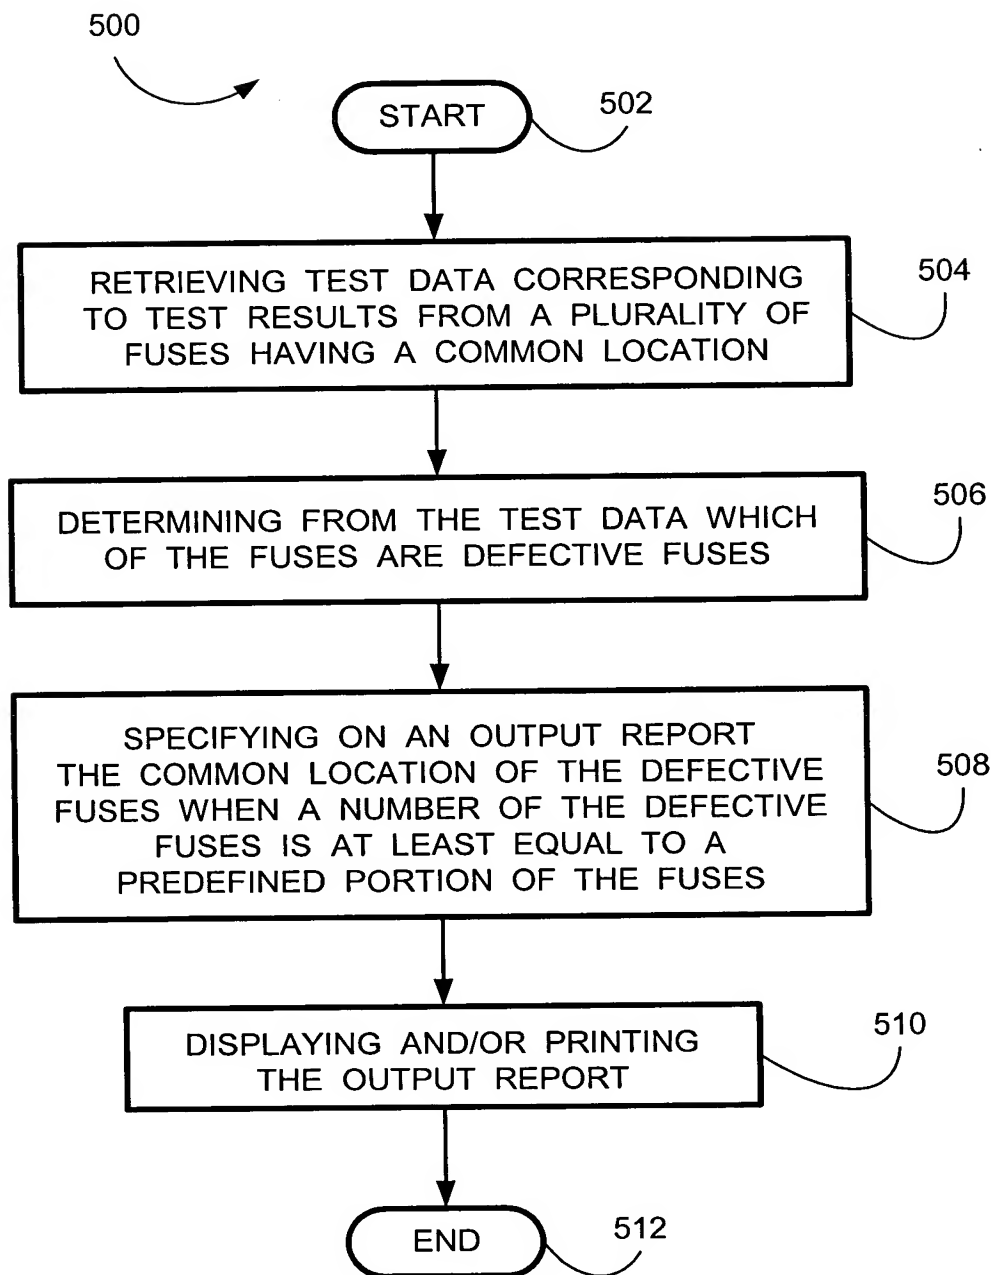 500
START
502
RETRIEVING TEST DATA CORRESPONDING
TO TEST RESULTS FROM A PLURALITY OF
FUSES HAVING A COMMON LOCATION
504
DETERMINING FROM THE TEST DATA WHICH
OF THE FUSES ARE DEFECTIVE FUSES
506
SPECIFYING ON AN OUTPUT REPORT
THE COMMON LOCATION OF THE DEFECTIVE
FUSES WHEN A NUMBER OF THE DEFECTIVE
FUSES IS AT LEAST EQUAL TO A
PREDEFINED PORTION OF THE FUSES
508
DISPLAYING AND/OR PRINTING
THE OUTPUT REPORT
510
END
512